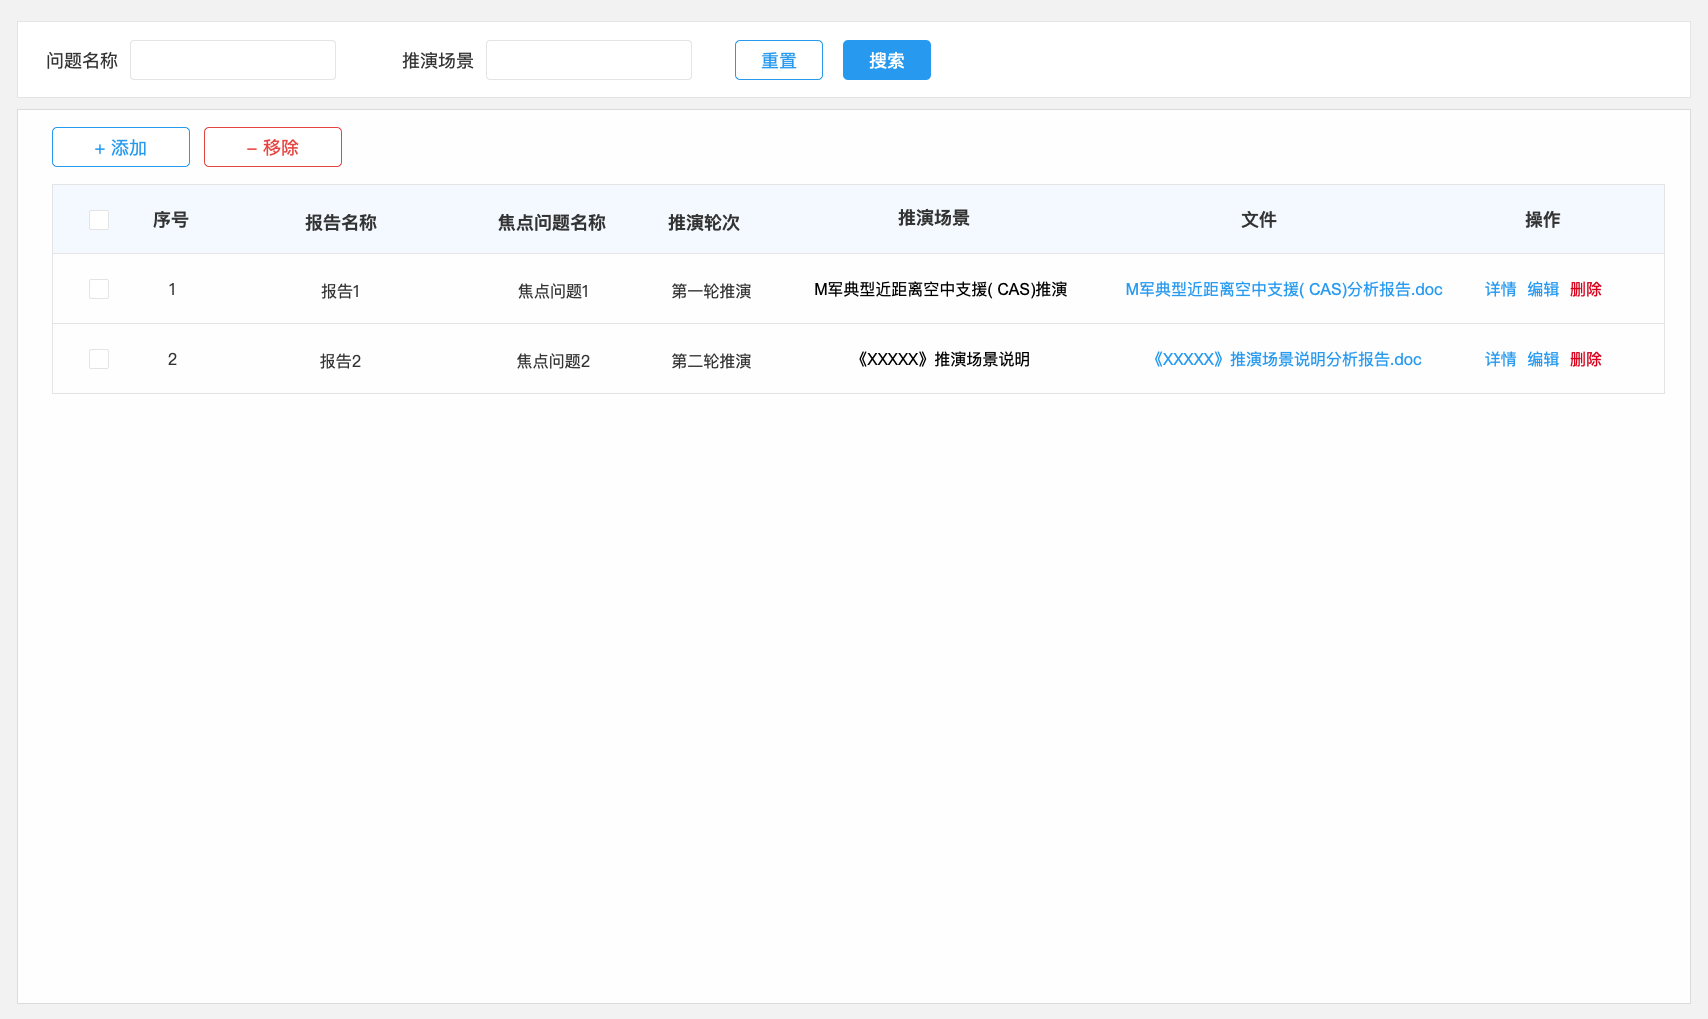 问题名称 推演场景 重置 搜索
+ 添加 – 移除
序号 报告名称 焦点问题名称 推演轮次 推演场景 文件 操作
1 报告1 焦点问题1 第一轮推演 M军典型近距离空中支援( CAS)推演 M军典型近距离空中支援( CAS)分析报告.doc 详情 编辑 删除
2 报告2 焦点问题2 第二轮推演 《XXXXX》推演场景说明 《XXXXX》推演场景说明分析报告.doc 详情 编辑 删除